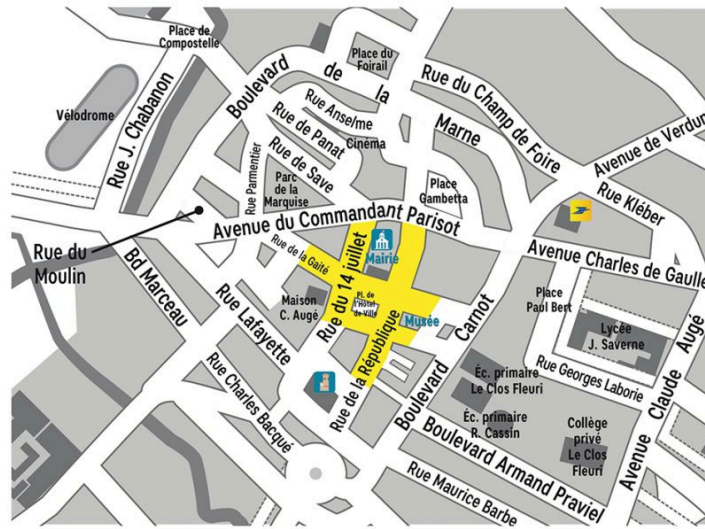 Place de
Compostelle
Place du
Foirail
Boulevard de la Marne
Rue du Champ de Foire
Vélodrome
Rue J. Chabanon
Rue Anselme
Rue de Panat
Cinéma
Avenue de Verdun
Rue de Save
Rue Parmentier
Parc
de la
Marquise
Place
Gambetta
Rue Kléber
Avenue du Commandant Parisot
Rue du
Moulin
Rue de la Gaîté
Rue du 14 juillet
Mairie
Avenue Charles de Gaulle
Bd Marceau
Maison
C. Augé
Pl. de
l'Hôtel
de Ville
Musée
Boulevard Carnot
Place
Paul Bert
Lycée
J. Saverne
Rue Lafayette
Rue de la République
Rue Georges Laborie
Avenue Claude Augé
Éc. primaire
Le Clos Fleuri
Rue Charles Bacqué
Éc. primaire
R. Cassin
Collège
privé
Le Clos
Fleuri
Boulevard Armand Praviel
Rue Maurice Barbe